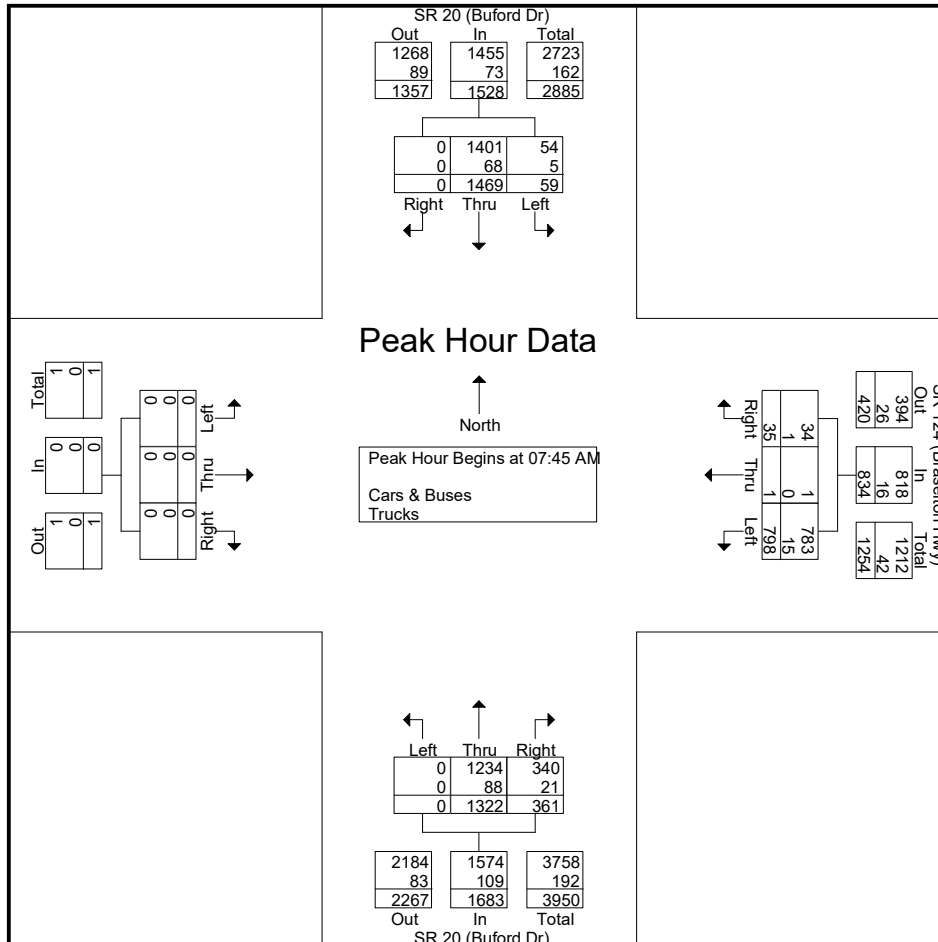 SR 20 (Buford Dr)
Out In Total
1268 1455 2723
89 73 162
1357 1528 2885
0 1401 54
0 68 5
0 1469 59
Right Thru Left
Peak Hour Data
North
Peak Hour Begins at 07:45 AM
Cars & Buses
Trucks
Total
1 0 1
In
0 0 0
Out
1 0 1
Left
0 0 0
Thru
0 0 0
Right
0 0 0
Right
34 1 35
Thru
1 0 1
Left
783 15 798
SR 124 (Braselton Hwy)
Out In Total
394 818 1212
26 16 42
420 834 1254
Left Thru Right
0 1234 340
0 88 21
0 1322 361
2184 1574 3758
83 109 192
2267 1683 3950
Out In Total
SR 20 (Buford Dr)